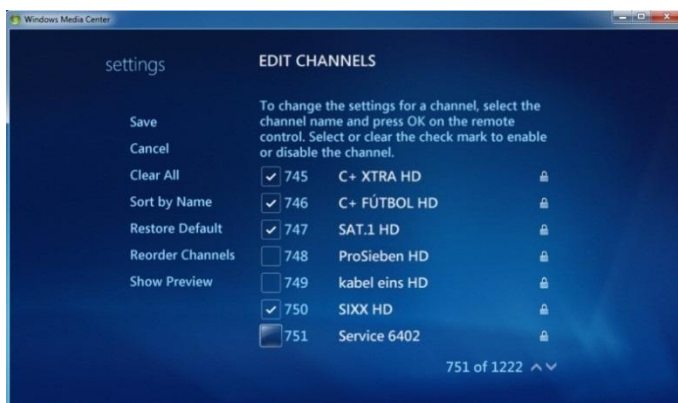 Windows Media Center
settings
EDIT CHANNELS
To change the settings for a channel, select the
channel name and press OK on the remote
control. Select or clear the check mark to enable
or disable the channel.
Save
Cancel
Clear All
Sort by Name
Restore Default
Reorder Channels
Show Preview
745 C+ XTRA HD
746 C+ FÚTBOL HD
747 SAT.1 HD
748 ProSieben HD
749 kabel eins HD
750 SIXX HD
751 Service 6402
751 of 1222